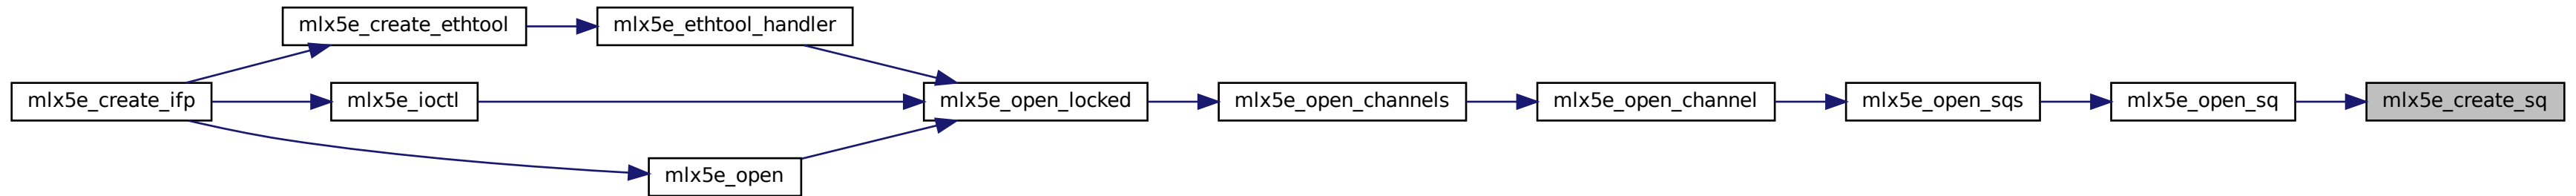 mlx5e_create_ethtool
mlx5e_ethtool_handler
mlx5e_create_ifp
mlx5e_ioctl
mlx5e_open_locked
mlx5e_open_channels
mlx5e_open_channel
mlx5e_open_sqs
mlx5e_open_sq
mlx5e_create_sq
mlx5e_open